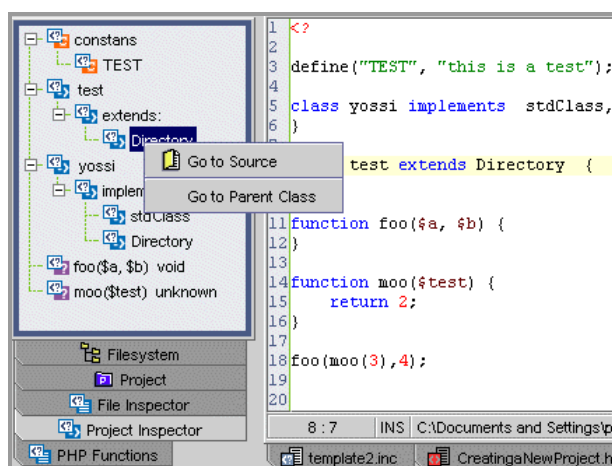 constans
TEST
test
extends:
Directory
yossi
implem
stdClass
Directory
foo($a, $b) void
moo($test) unknown
Go to Source
Go to Parent Class
Filesystem
Project
File Inspector
Project Inspector
PHP Functions
1 <?
2
3 define("TEST", "this is a test");
4
5 class yossi implements stdClass,
6 }
test extends Directory {
11 function foo($a, $b) {
12 }
13
14 function moo($test) {
15 return 2;
16 }
17
18 foo(moo(3),4);
19
20
8 : 7 INS C:\Documents and Settings\p
template2.inc CreatingaNewProject.h